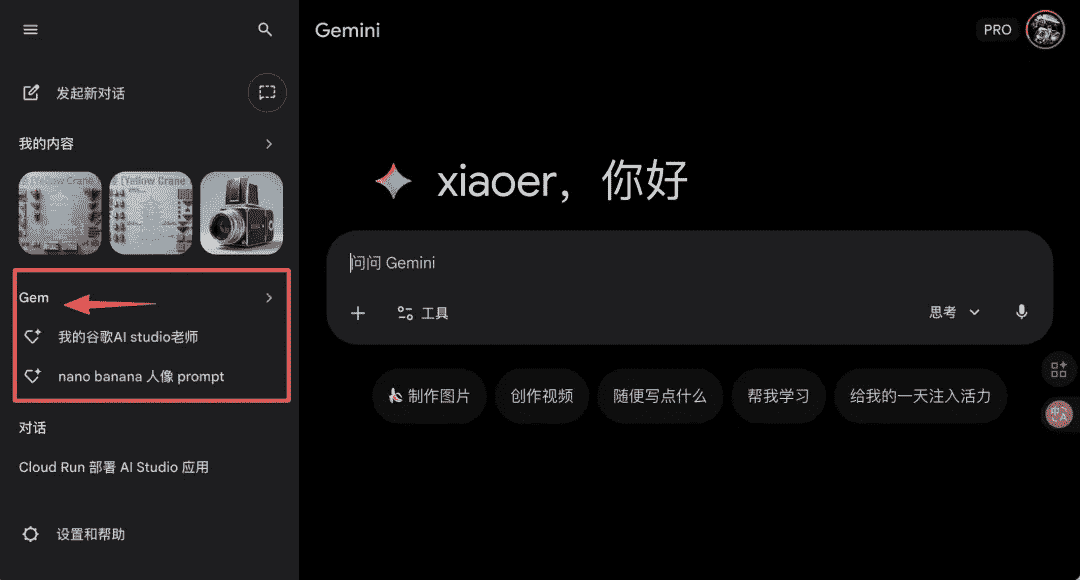 Gemini
PRO
发起新对话
我的内容
Yellow Crane
Yellow Crane
Gem
我的谷歌AI studio老师
nano banana 人像 prompt
对话
Cloud Run 部署 AI Studio 应用
设置和帮助
xiaoer，你好
问问 Gemini
工具
思考
制作图片
创作视频
随便写点什么
帮我学习
给我的一天注入活力